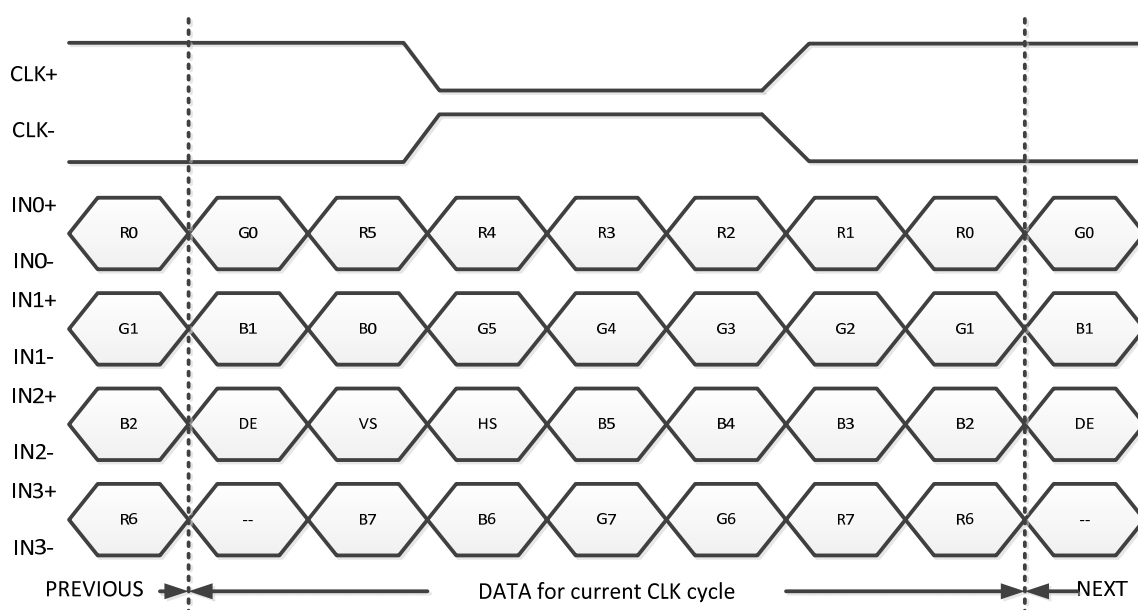 CLK+
CLK-
IN0+
R0 G0 R5 R4 R3 R2 R1 R0 G0
IN0-
IN1+
G1 B1 B0 G5 G4 G3 G2 G1 B1
IN1-
IN2+
B2 DE VS HS B5 B4 B3 B2 DE
IN2-
IN3+
R6 -- B7 B6 G7 G6 R7 R6 --
IN3-
PREVIOUS DATA for current CLK cycle NEXT